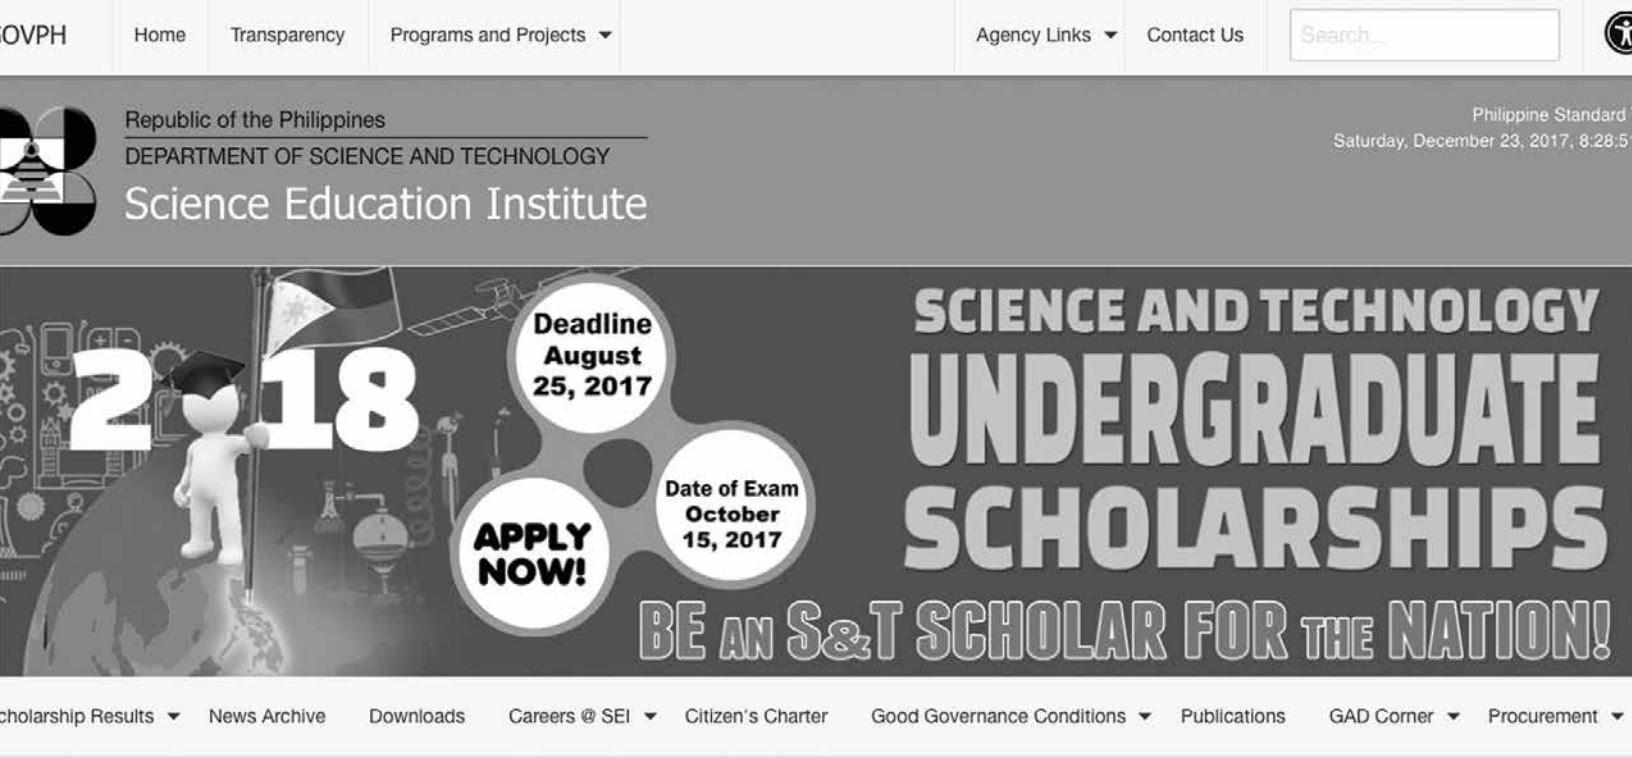 GOVPH
Home
Transparency
Programs and Projects
Agency Links
Contact Us
Search...
Republic of the Philippines
Philippine Standard
DEPARTMENT OF SCIENCE AND TECHNOLOGY
Saturday, December 23, 2017, 8:28:5
Science Education Institute
2018
Deadline
August
25, 2017
Date of Exam
October
15, 2017
APPLY
NOW!
SCIENCE AND TECHNOLOGY
UNDERGRADUATE
SCHOLARSHIPS
BE AN S&T SCHOLAR FOR THE NATION!
cholarship Results
News Archive
Downloads
Careers @ SEI
Citizen's Charter
Good Governance Conditions
Publications
GAD Corner
Procurement